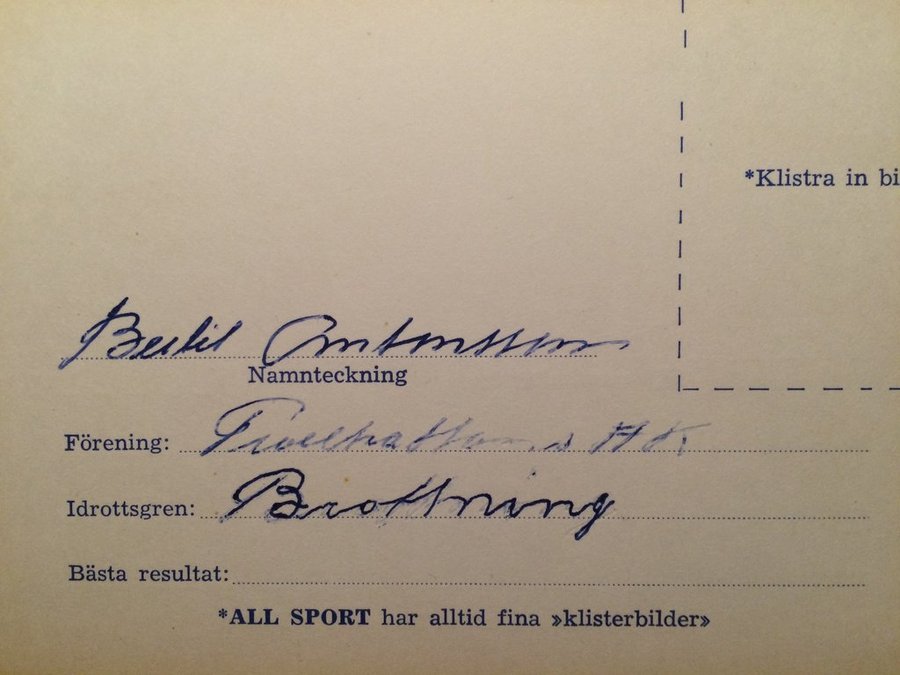 *Klistra in bi
Bertil Antonsson
Namnteckning
Förening: Trollhättans AK
Idrottsgren: Brottning
Bästa resultat:
*ALL SPORT har alltid fina »klisterbilder»